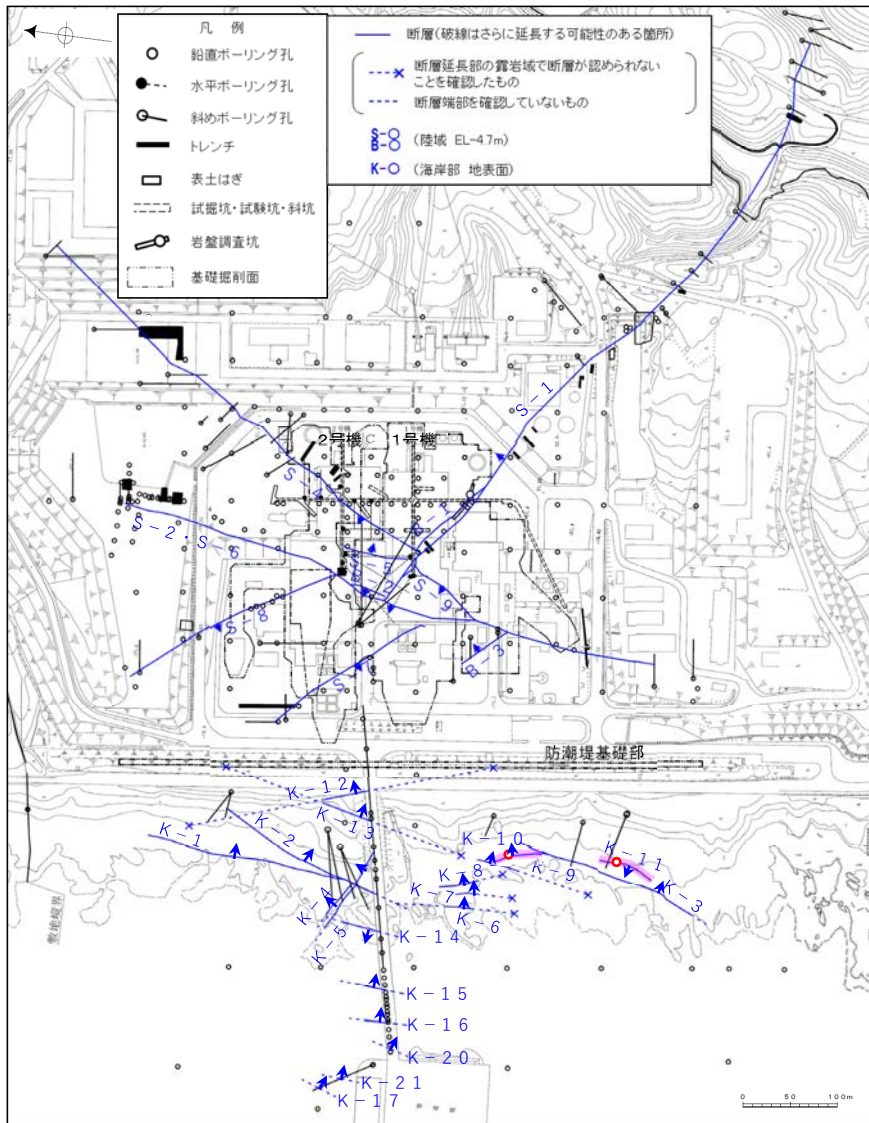 凡 例
鉛直ボーリング孔
水平ボーリング孔
斜めボーリング孔
トレンチ
表土はぎ
試掘坑・試験坑・斜坑
岩盤調査坑
基礎掘削面
断層(破線はさらに延長する可能性のある箇所)
断層延長部の露岩域で断層が認められない
ことを確認したもの
断層端部を確認していないもの
S-○
B-○
(陸域 EL-4.7m)
K-○
(海岸部 地表面)
S-1
2号機
1号機
S-4
S-2・S-6
S-9
S-8
B-3
防潮堤基礎部
K-12
K-13
K-1
K-2
K-10
K-11
K-8
K-9
K-7
K-3
K-6
K-4
K-5
K-14
敷地境界
K-15
K-16
K-20
K-21
K-17
0 50 100m